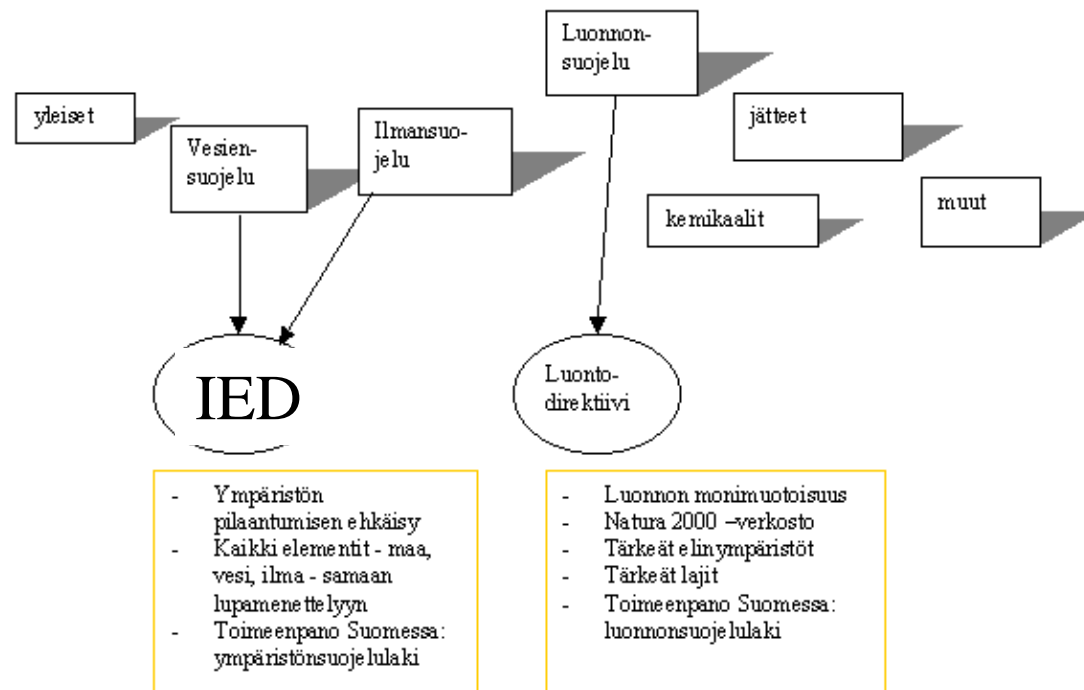 Luonnon-
suojelu
yleiset
Vesien-
suojelu
Ilmansuo-
jelu
jätteet
kemikaalit
muut
IED
Luonto-
direktiivi
- Ympäristön
pilaantumisen ehkäisy
- Kaikki elementit - maa,
vesi, ilma - samaan
lupamenettelyyn
- Toimeenpano Suomessa:
ympäristönsuojelulaki
- Luonnon monimuotoisuus
- Natura 2000 –verkosto
- Tärkeät elinympäristöt
- Tärkeät lajit
- Toimeenpano Suomessa:
luonnonsuojelulaki